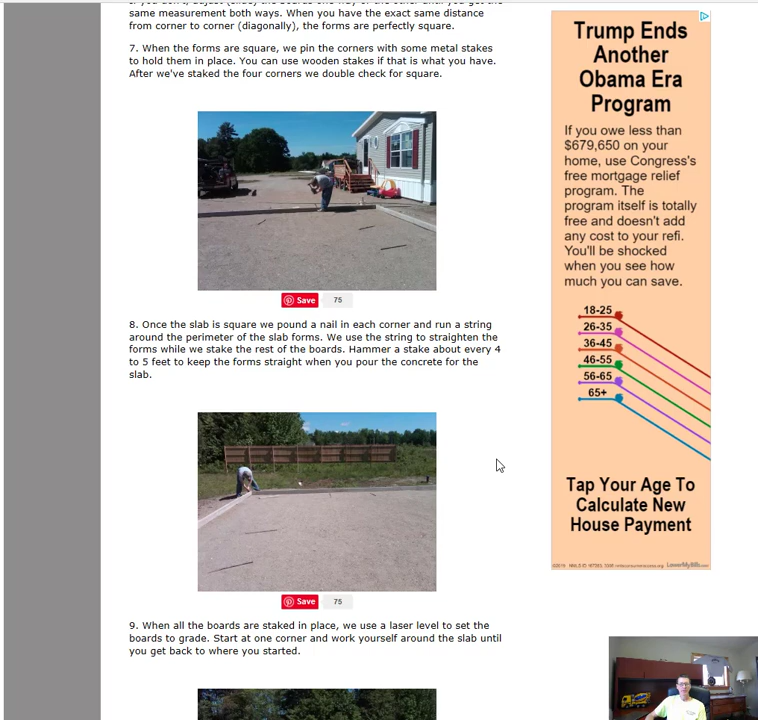 same measurement both ways. When you have the exact same distance
from corner to corner (diagonally), the forms are perfectly square.
7. When the forms are square, we pin the corners with some metal stakes
to hold them in place. You can use wooden stakes if that is what you have.
After we've staked the four corners we double check for square.
Save 75
8. Once the slab is square we pound a nail in each corner and run a string
around the perimeter of the slab forms. We use the string to straighten the
forms while we stake the rest of the boards. Hammer a stake about every 4
to 5 feet to keep the forms straight when you pour the concrete for the
slab.
Save 75
9. When all the boards are staked in place, we use a laser level to set the
boards to grade. Start at one corner and work yourself around the slab until
you get back to where you started.
Trump Ends
Another
Obama Era
Program
If you owe less than
$679,650 on your
home, use Congress's
free mortgage relief
program. The
program itself is totally
free and doesn't add
any cost to your refi.
You'll be shocked
when you see how
much you can save.
18-25
26-35
36-45
46-55
56-65
65+
Tap Your Age To
Calculate New
House Payment
LowerMyBills.com